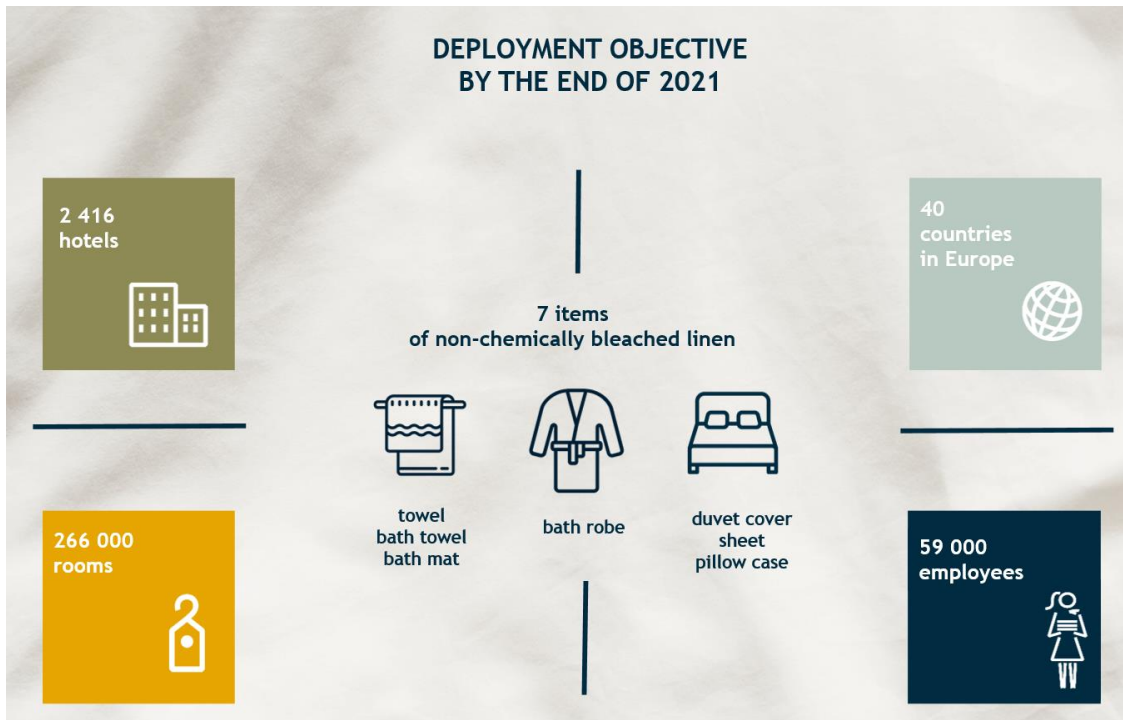 DEPLOYMENT OBJECTIVE
BY THE END OF 2021
2 416
hotels
40
countries
in Europe
7 items
of non-chemically bleached linen
towel
bath towel
bath mat
bath robe
duvet cover
sheet
pillow case
266 000
rooms
59 000
employees